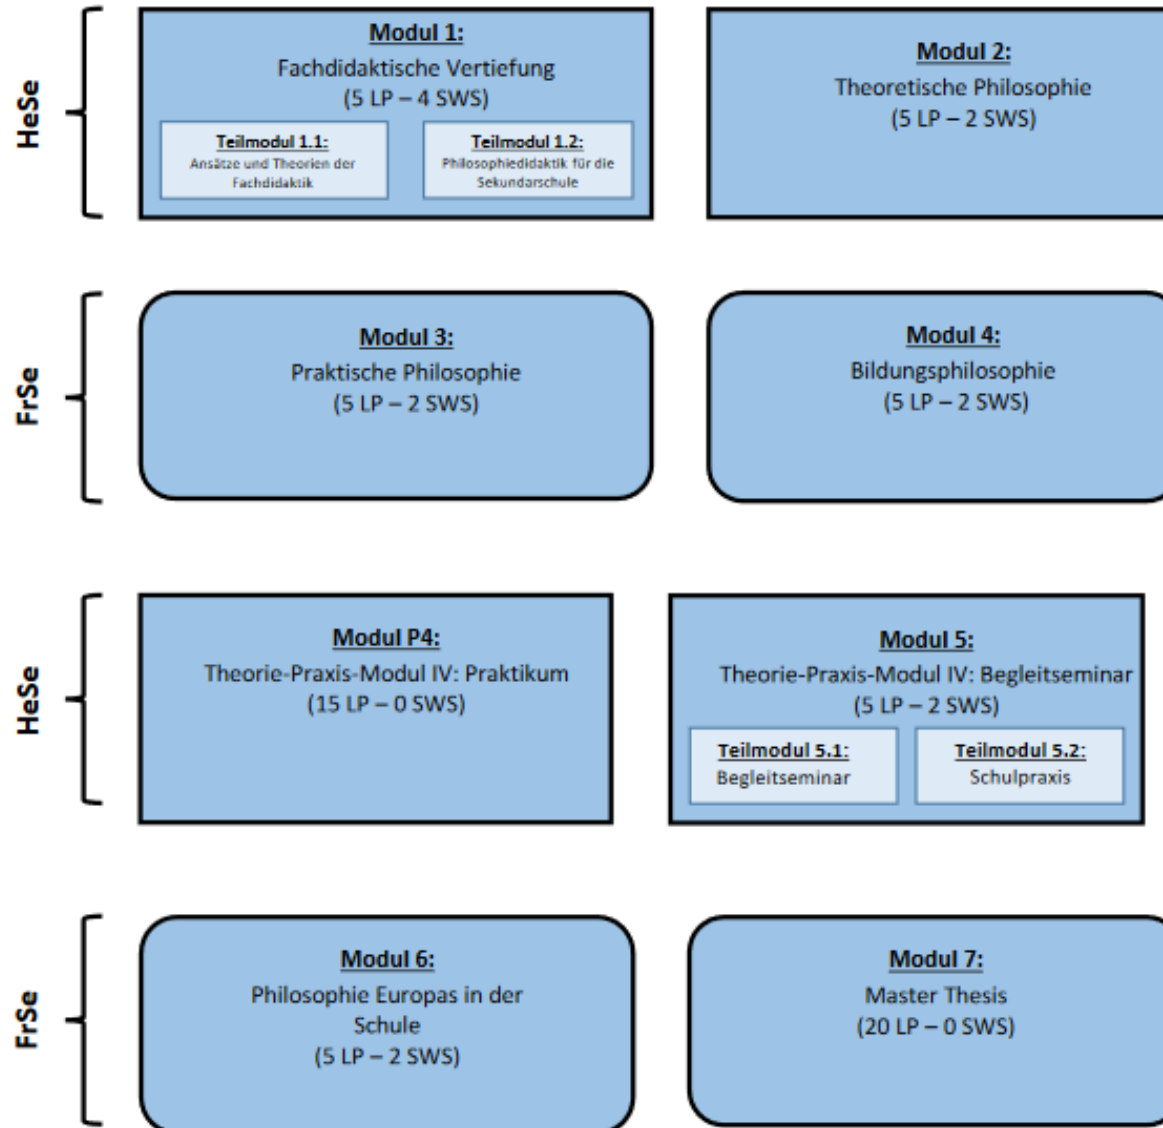 HeSe
Modul 1:
Fachdidaktische Vertiefung
(5 LP – 4 SWS)
Teilmodul 1.1:
Ansätze und Theorien der
Fachdidaktik
Teilmodul 1.2:
Philosophiedidaktik für die
Sekundarschule
Modul 2:
Theoretische Philosophie
(5 LP – 2 SWS)
FrSe
Modul 3:
Praktische Philosophie
(5 LP – 2 SWS)
Modul 4:
Bildungsphilosophie
(5 LP – 2 SWS)
HeSe
Modul P4:
Theorie-Praxis-Modul IV: Praktikum
(15 LP – 0 SWS)
Modul 5:
Theorie-Praxis-Modul IV: Begleitseminar
(5 LP – 2 SWS)
Teilmodul 5.1:
Begleitseminar
Teilmodul 5.2:
Schulpraxis
FrSe
Modul 6:
Philosophie Europas in der
Schule
(5 LP – 2 SWS)
Modul 7:
Master Thesis
(20 LP – 0 SWS)